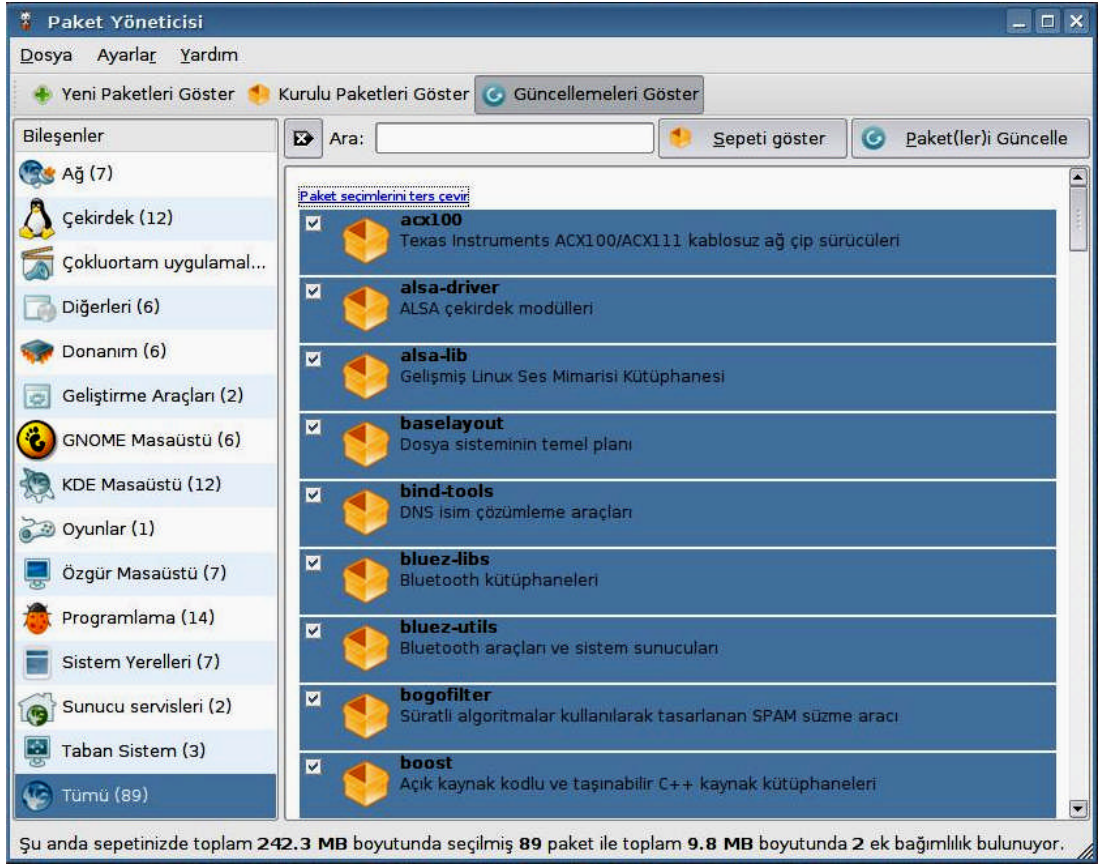 Paket Yöneticisi
Dosya Ayarlar Yardım
Yeni Paketleri Göster Kurulu Paketleri Göster Güncellemeleri Göster
Bileşenler
Ağ (7)
Çekirdek (12)
Çokluortam uygulamal...
Diğerleri (6)
Donanım (6)
Geliştirme Araçları (2)
GNOME Masaüstü (6)
KDE Masaüstü (12)
Oyunlar (1)
Özgür Masaüstü (7)
Programlama (14)
Sistem Yerelleri (7)
Sunucu servisleri (2)
Taban Sistem (3)
Tümü (89)
Ara: Sepeti göster Paket(ler)i Güncelle
Paket seçimlerini ters çevir
acx100
Texas Instruments ACX100/ACX111 kablosuz ağ çip sürücüleri
alsa-driver
ALSA çekirdek modülleri
alsa-lib
Gelişmiş Linux Ses Mimarisi Kütüphanesi
baselayout
Dosya sisteminin temel planı
bind-tools
DNS isim çözümleme araçları
bluez-libs
Bluetooth kütüphaneleri
bluez-utils
Bluetooth araçları ve sistem sunucuları
bogofilter
Süratli algoritmalar kullanılarak tasarlanan SPAM süzme aracı
boost
Açık kaynak kodlu ve taşınabilir C++ kaynak kütüphaneleri
Şu anda sepetinizde toplam 242.3 MB boyutunda seçilmiş 89 paket ile toplam 9.8 MB boyutunda 2 ek bağımlılık bulunuyor.